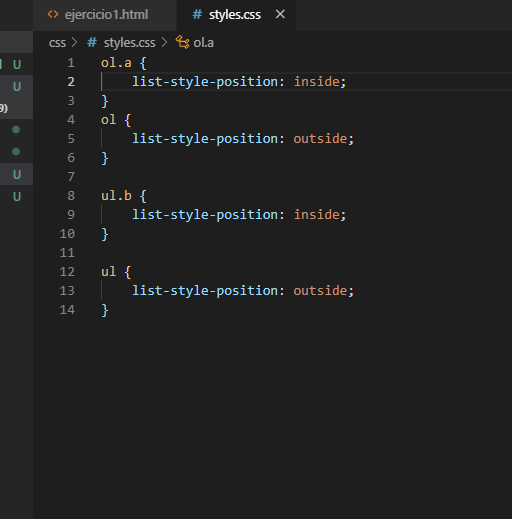 ejercicio1.html
styles.css
css > styles.css > ol.a
U
U
9)
U
U
1 ol.a {
2 list-style-position: inside;
3 }
4 ol {
5 list-style-position: outside;
6 }
7
8 ul.b {
9 list-style-position: inside;
10 }
11
12 ul {
13 list-style-position: outside;
14 }